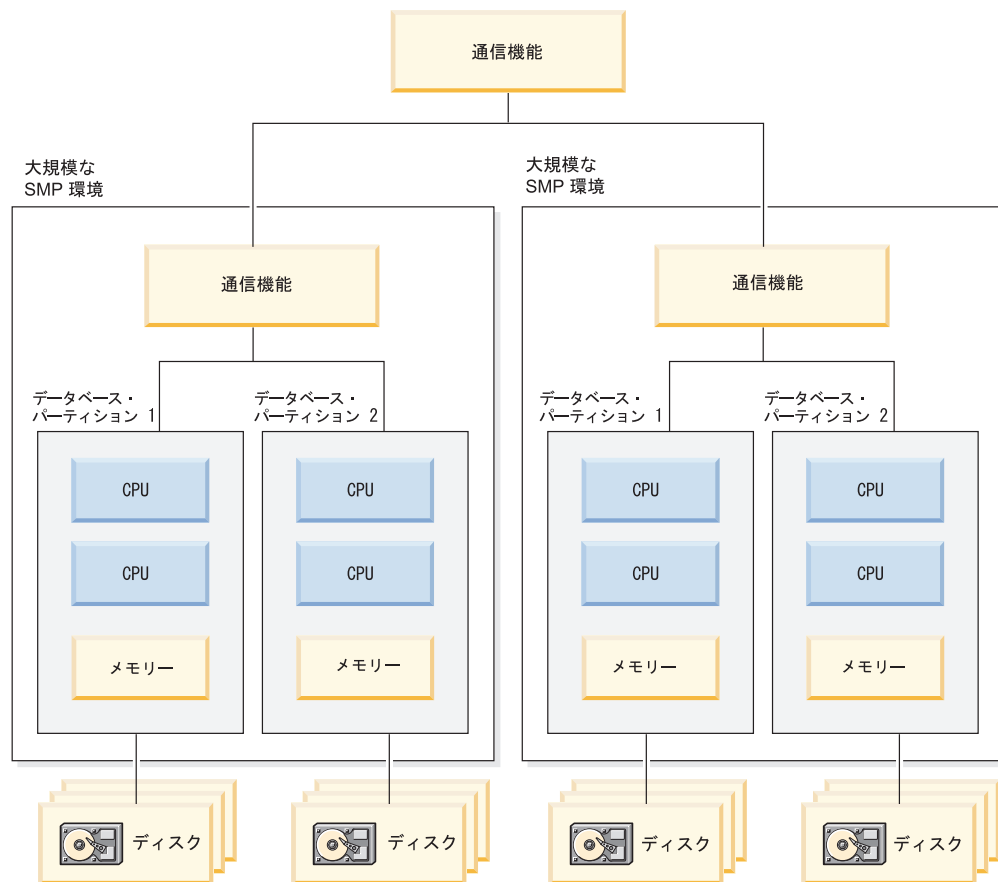 通信機能
大規模な
SMP 環境
大規模な
SMP 環境
通信機能
通信機能
データベース・
パーティション 1
データベース・
パーティション 2
データベース・
パーティション 1
データベース・
パーティション 2
CPU
CPU
CPU
CPU
CPU
CPU
CPU
CPU
メモリー
メモリー
メモリー
メモリー
ディスク
ディスク
ディスク
ディスク